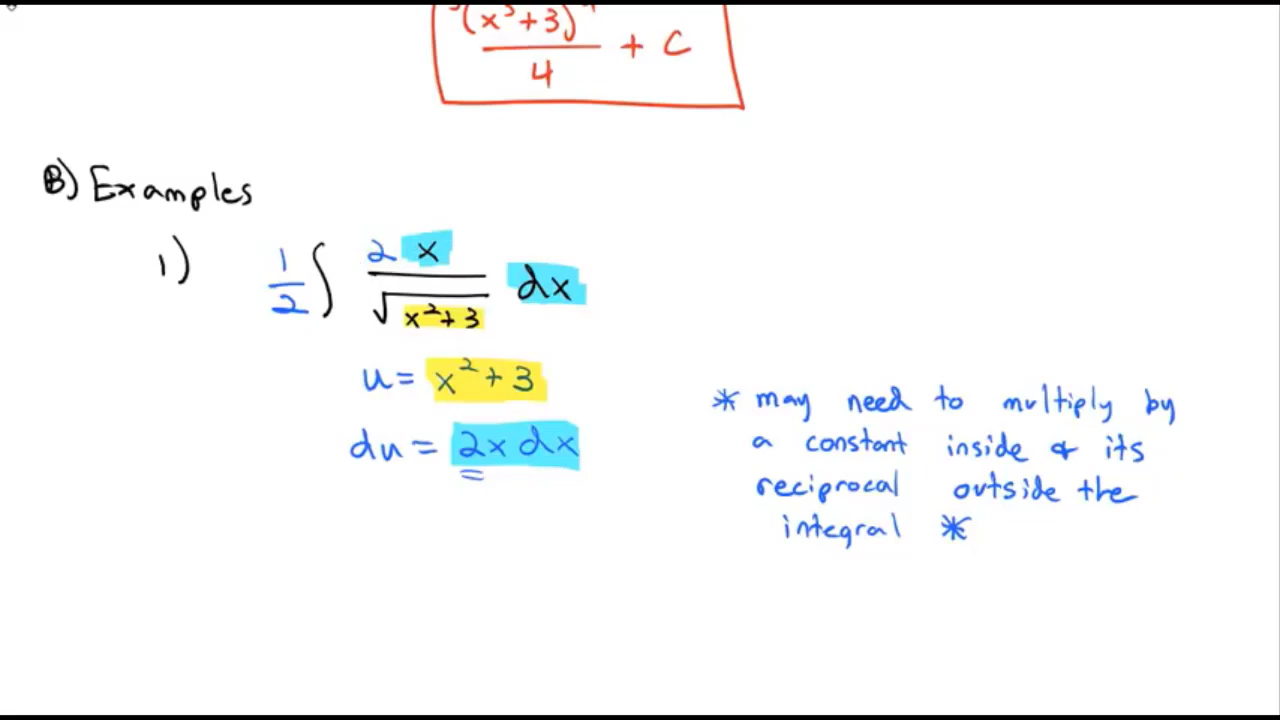 (x³+3)⁴
4
+ C
B) Examples
1) 1/2 ∫ 2x/√(x²+3) dx
u = x² + 3
du = 2x dx
* may need to multiply by
a constant inside & its
reciprocal outside the
integral *